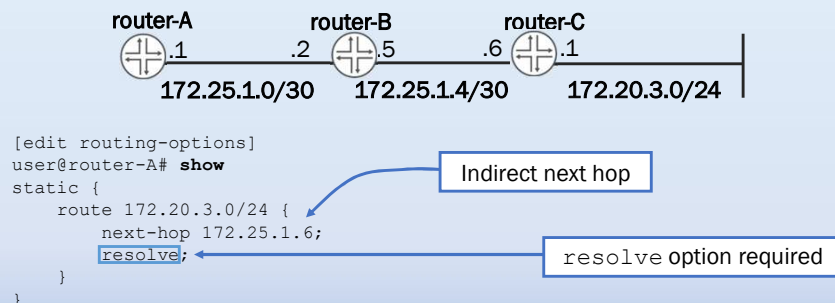 router-A router-B router-C
.1 .2 .5 .6 .1
172.25.1.0/30 172.25.1.4/30 172.20.3.0/24
[edit routing-options]
user@router-A# show
static {
route 172.20.3.0/24 {
next-hop 172.25.1.6;
resolve;
}
}
Indirect next hop
resolve option required